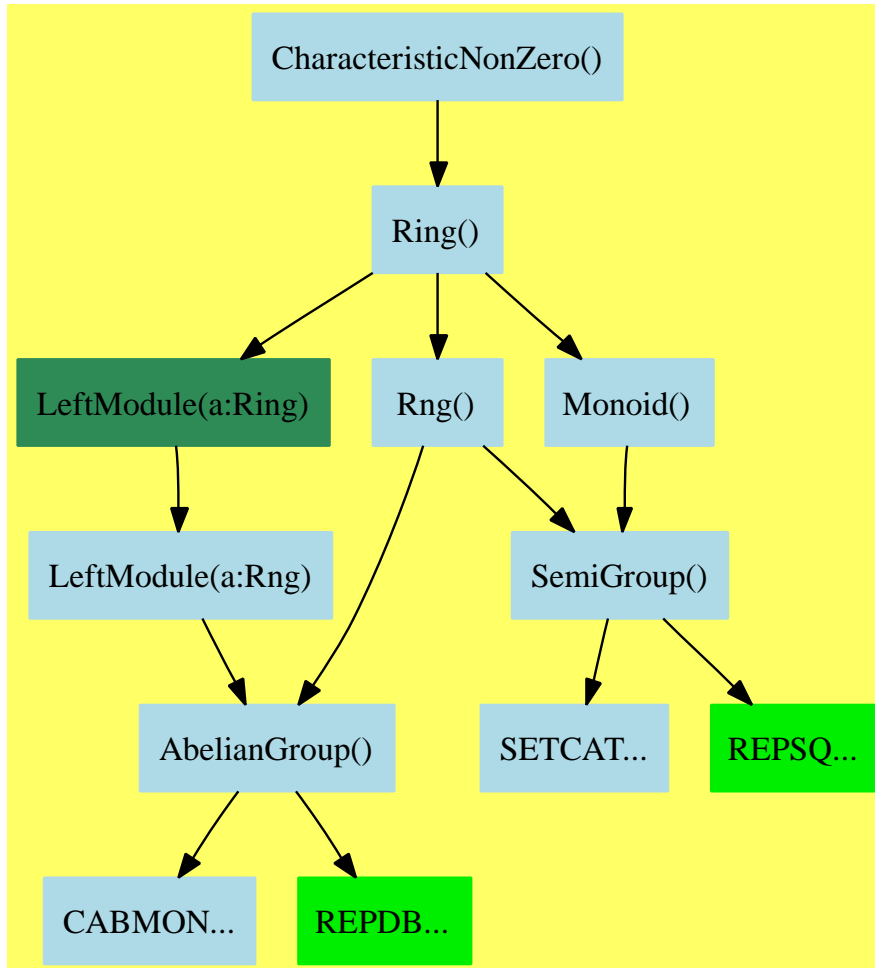 CharacteristicNonZero()
Ring()
LeftModule(a:Ring)
Rng()
Monoid()
LeftModule(a:Rng)
SemiGroup()
AbelianGroup()
SETCAT...
REPSQ...
CABMON...
REPDB...